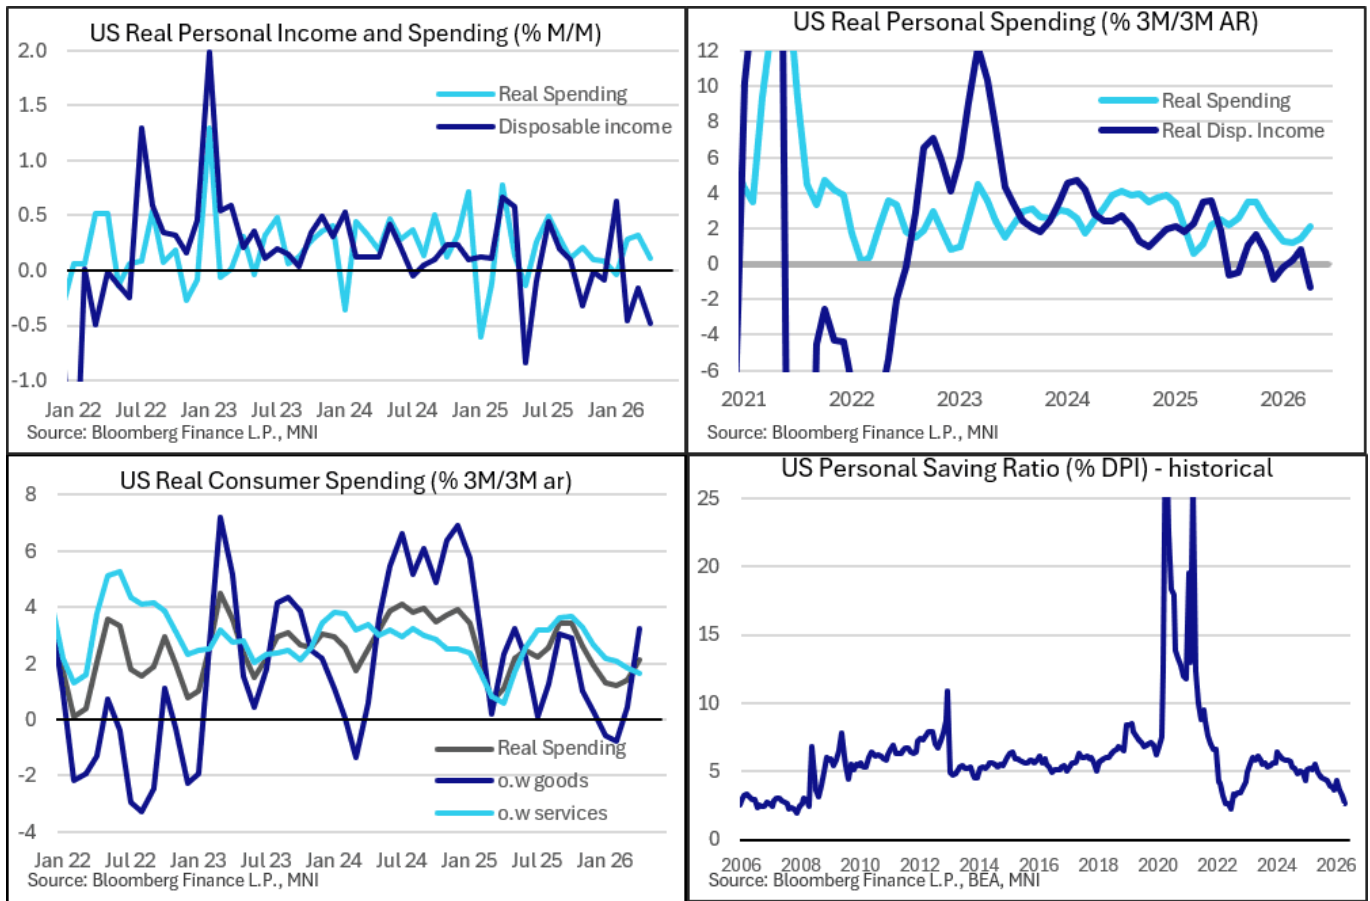 US Real Personal Income and Spending (% M/M)
2.0
1.5
1.0
0.5
0.0
-0.5
-1.0
Real Spending
Disposable income
Jan 22 Jul 22 Jan 23 Jul 23 Jan 24 Jul 24 Jan 25 Jul 25 Jan 26
Source: Bloomberg Finance L.P., MNI
US Real Personal Spending (% 3M/3M AR)
12
10
8
6
4
2
0
-2
-4
-6
Real Spending
Real Disp. Income
2021 2022 2023 2024 2025 2026
Source: Bloomberg Finance L.P., MNI
US Real Consumer Spending (% 3M/3M ar)
8
6
4
2
0
-2
-4
Real Spending
o.w goods
o.w services
Jan 22 Jul 22 Jan 23 Jul 23 Jan 24 Jul 24 Jan 25 Jul 25 Jan 26
Source: Bloomberg Finance L.P., MNI
US Personal Saving Ratio (% DPI) - historical
25
20
15
10
5
0
2006 2008 2010 2012 2014 2016 2018 2020 2022 2024 2026
Source: Bloomberg Finance L.P., BEA, MNI